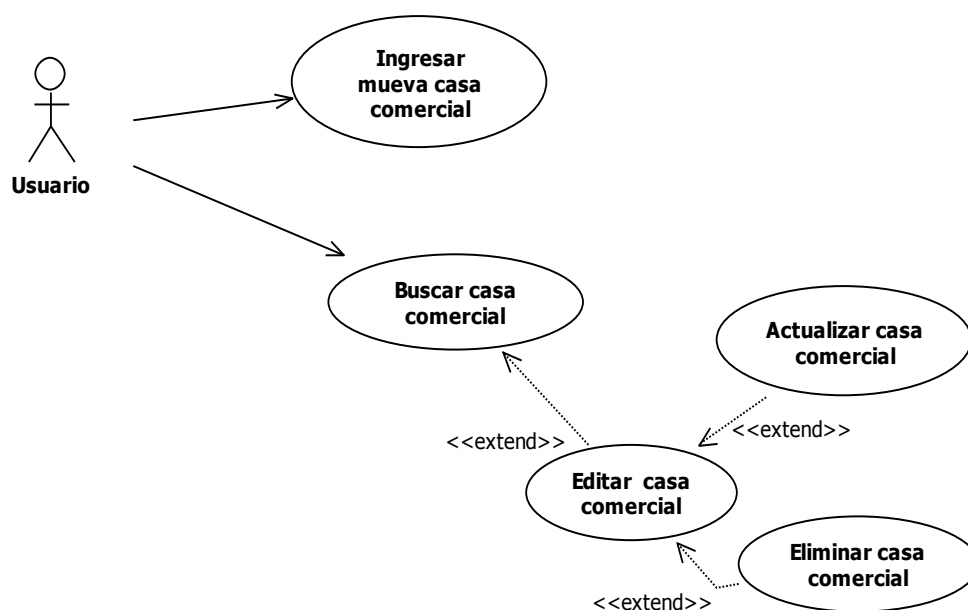 Ingresar
mueva casa
comercial
Usuario
Buscar casa
comercial
Actualizar casa
comercial
<<extend>>
<<extend>>
Editar casa
comercial
Eliminar casa
comercial
<<extend>>